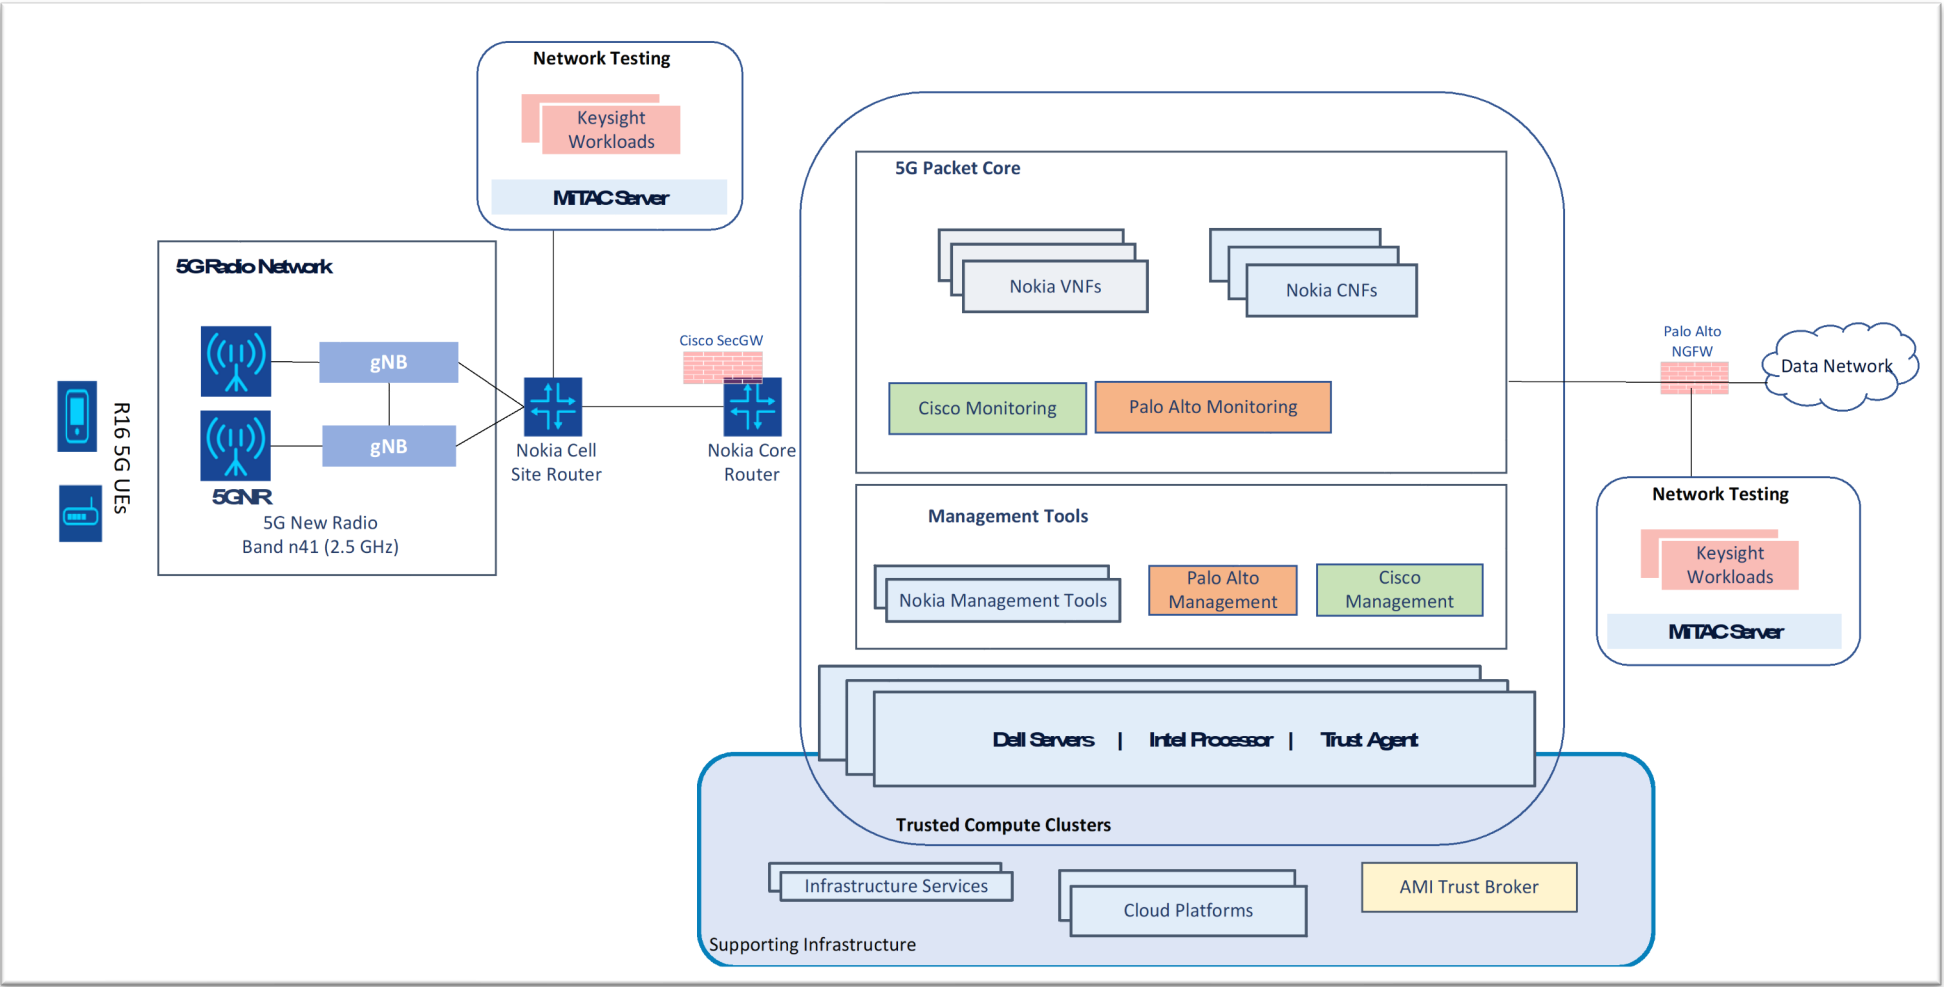 Network Testing
Keysight
Workloads
MiTAC Server
5G Radio Network
gNB
gNB
5G NR
5G New Radio
Band n41 (2.5 GHz)
R16 5G UEs
Nokia Cell
Site Router
Cisco SecGW
Nokia Core
Router
5G Packet Core
Nokia VNFs
Nokia CNFs
Cisco Monitoring
Palo Alto Monitoring
Management Tools
Nokia Management Tools
Palo Alto
Management
Cisco
Management
Dell Servers | Intel Processor | Trust Agent
Trusted Compute Clusters
Infrastructure Services
Cloud Platforms
AMI Trust Broker
Supporting Infrastructure
Palo Alto
NGFW
Data Network
Network Testing
Keysight
Workloads
MiTAC Server